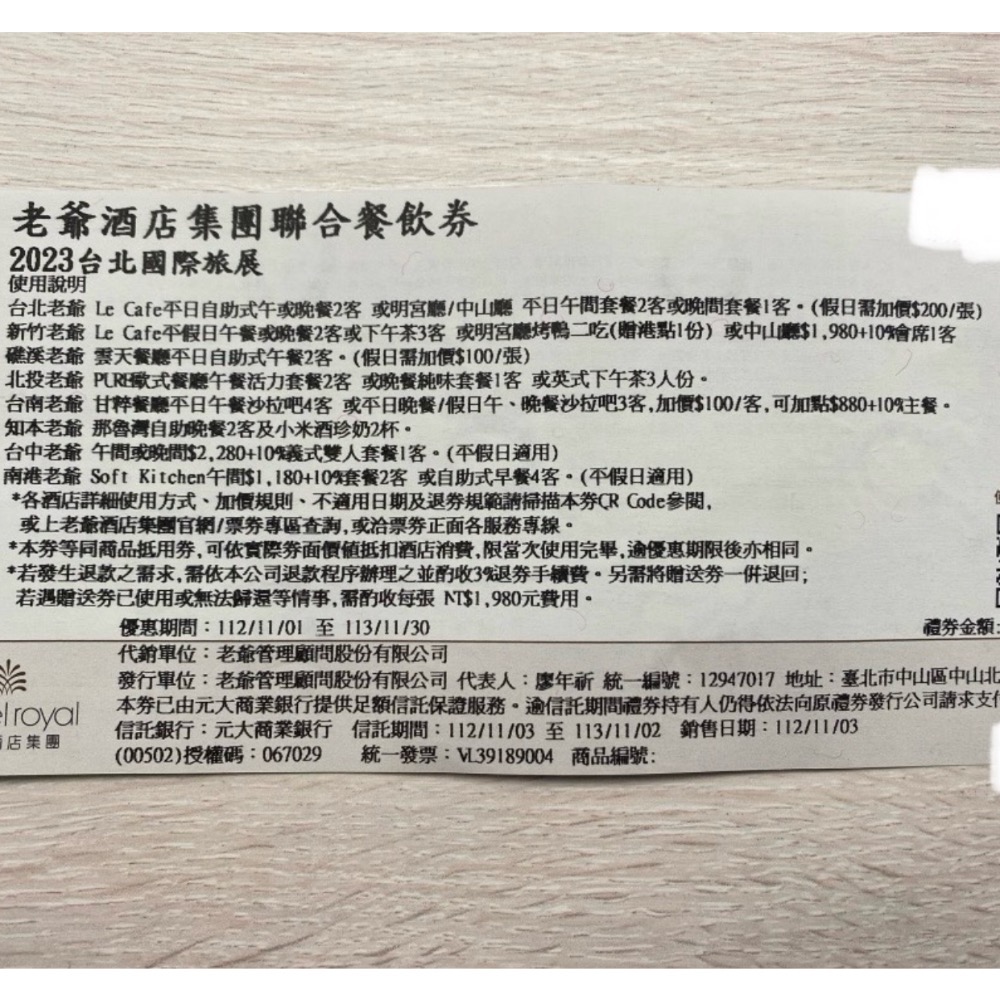 老爺酒店集團聯合餐飲券
2023台北國際旅展
使用說明
台北老爺 Le Cafe平日自助式午或晚餐2客 或明宮廳/中山廳 平日午間套餐2客或晚間套餐1客。(假日需加價$200/張)
新竹老爺 Le Cafe平假日午餐或晚餐2客或下午茶3客 或明宮廳烤鴨二吃(贈港點1份) 或中山廳$1,980+10%會席1客
礁溪老爺 雲天餐廳平日自助式午餐2客。(假日需加價$100/張)
北投老爺 PURE歐式餐廳午餐活力套餐2客 或晚餐純味套餐1客 或英式下午茶3人份。
台南老爺 甘粹餐廳平日午餐沙拉吧4客 或平日晚餐/假日午、晚餐沙拉吧3客,加價$100/客,可加點$880+10%主餐。
知本老爺 那魯灣自助晚餐2客及小米酒珍奶2杯。
台中老爺 午間或晚間$2,280+10%義式雙人套餐1客。(平假日適用)
南港老爺 Soft Kitchen午間$1,180+10%套餐2客 或自助式早餐4客。(平假日適用)
*各酒店詳細使用方式、加價規則、不適用日期及退券規範請掃描本券QR Code參閱,
或上老爺酒店集團官網/票券專區查詢,或洽票券正面各服務專線。
*本券等同商品抵用券,可依實際券面價值抵扣酒店消費,限當次使用完畢,逾優惠期限後亦相同。
*若發生退款之需求,需依本公司退款程序辦理之並酌收3%退券手續費。另需將贈送券一併退回;
若遇贈送券已使用或無法歸還等情事,需酌收每張 NT$1,980元費用。
優惠期間：112/11/01 至 113/11/30
禮券金額:
代銷單位：老爺管理顧問股份有限公司
發行單位：老爺管理顧問股份有限公司 代表人：廖年祈 統一編號：12947017 地址：臺北市中山區中山北
本券已由元大商業銀行提供足額信託保證服務。逾信託期間禮券持有人仍得依法向原禮券發行公司請求支付
信託銀行：元大商業銀行 信託期間：112/11/03 至 113/11/02 銷售日期：112/11/03
(00502)授權碼：067029 統一發票：VL39189004 商品編號:
el royal
酒店集團